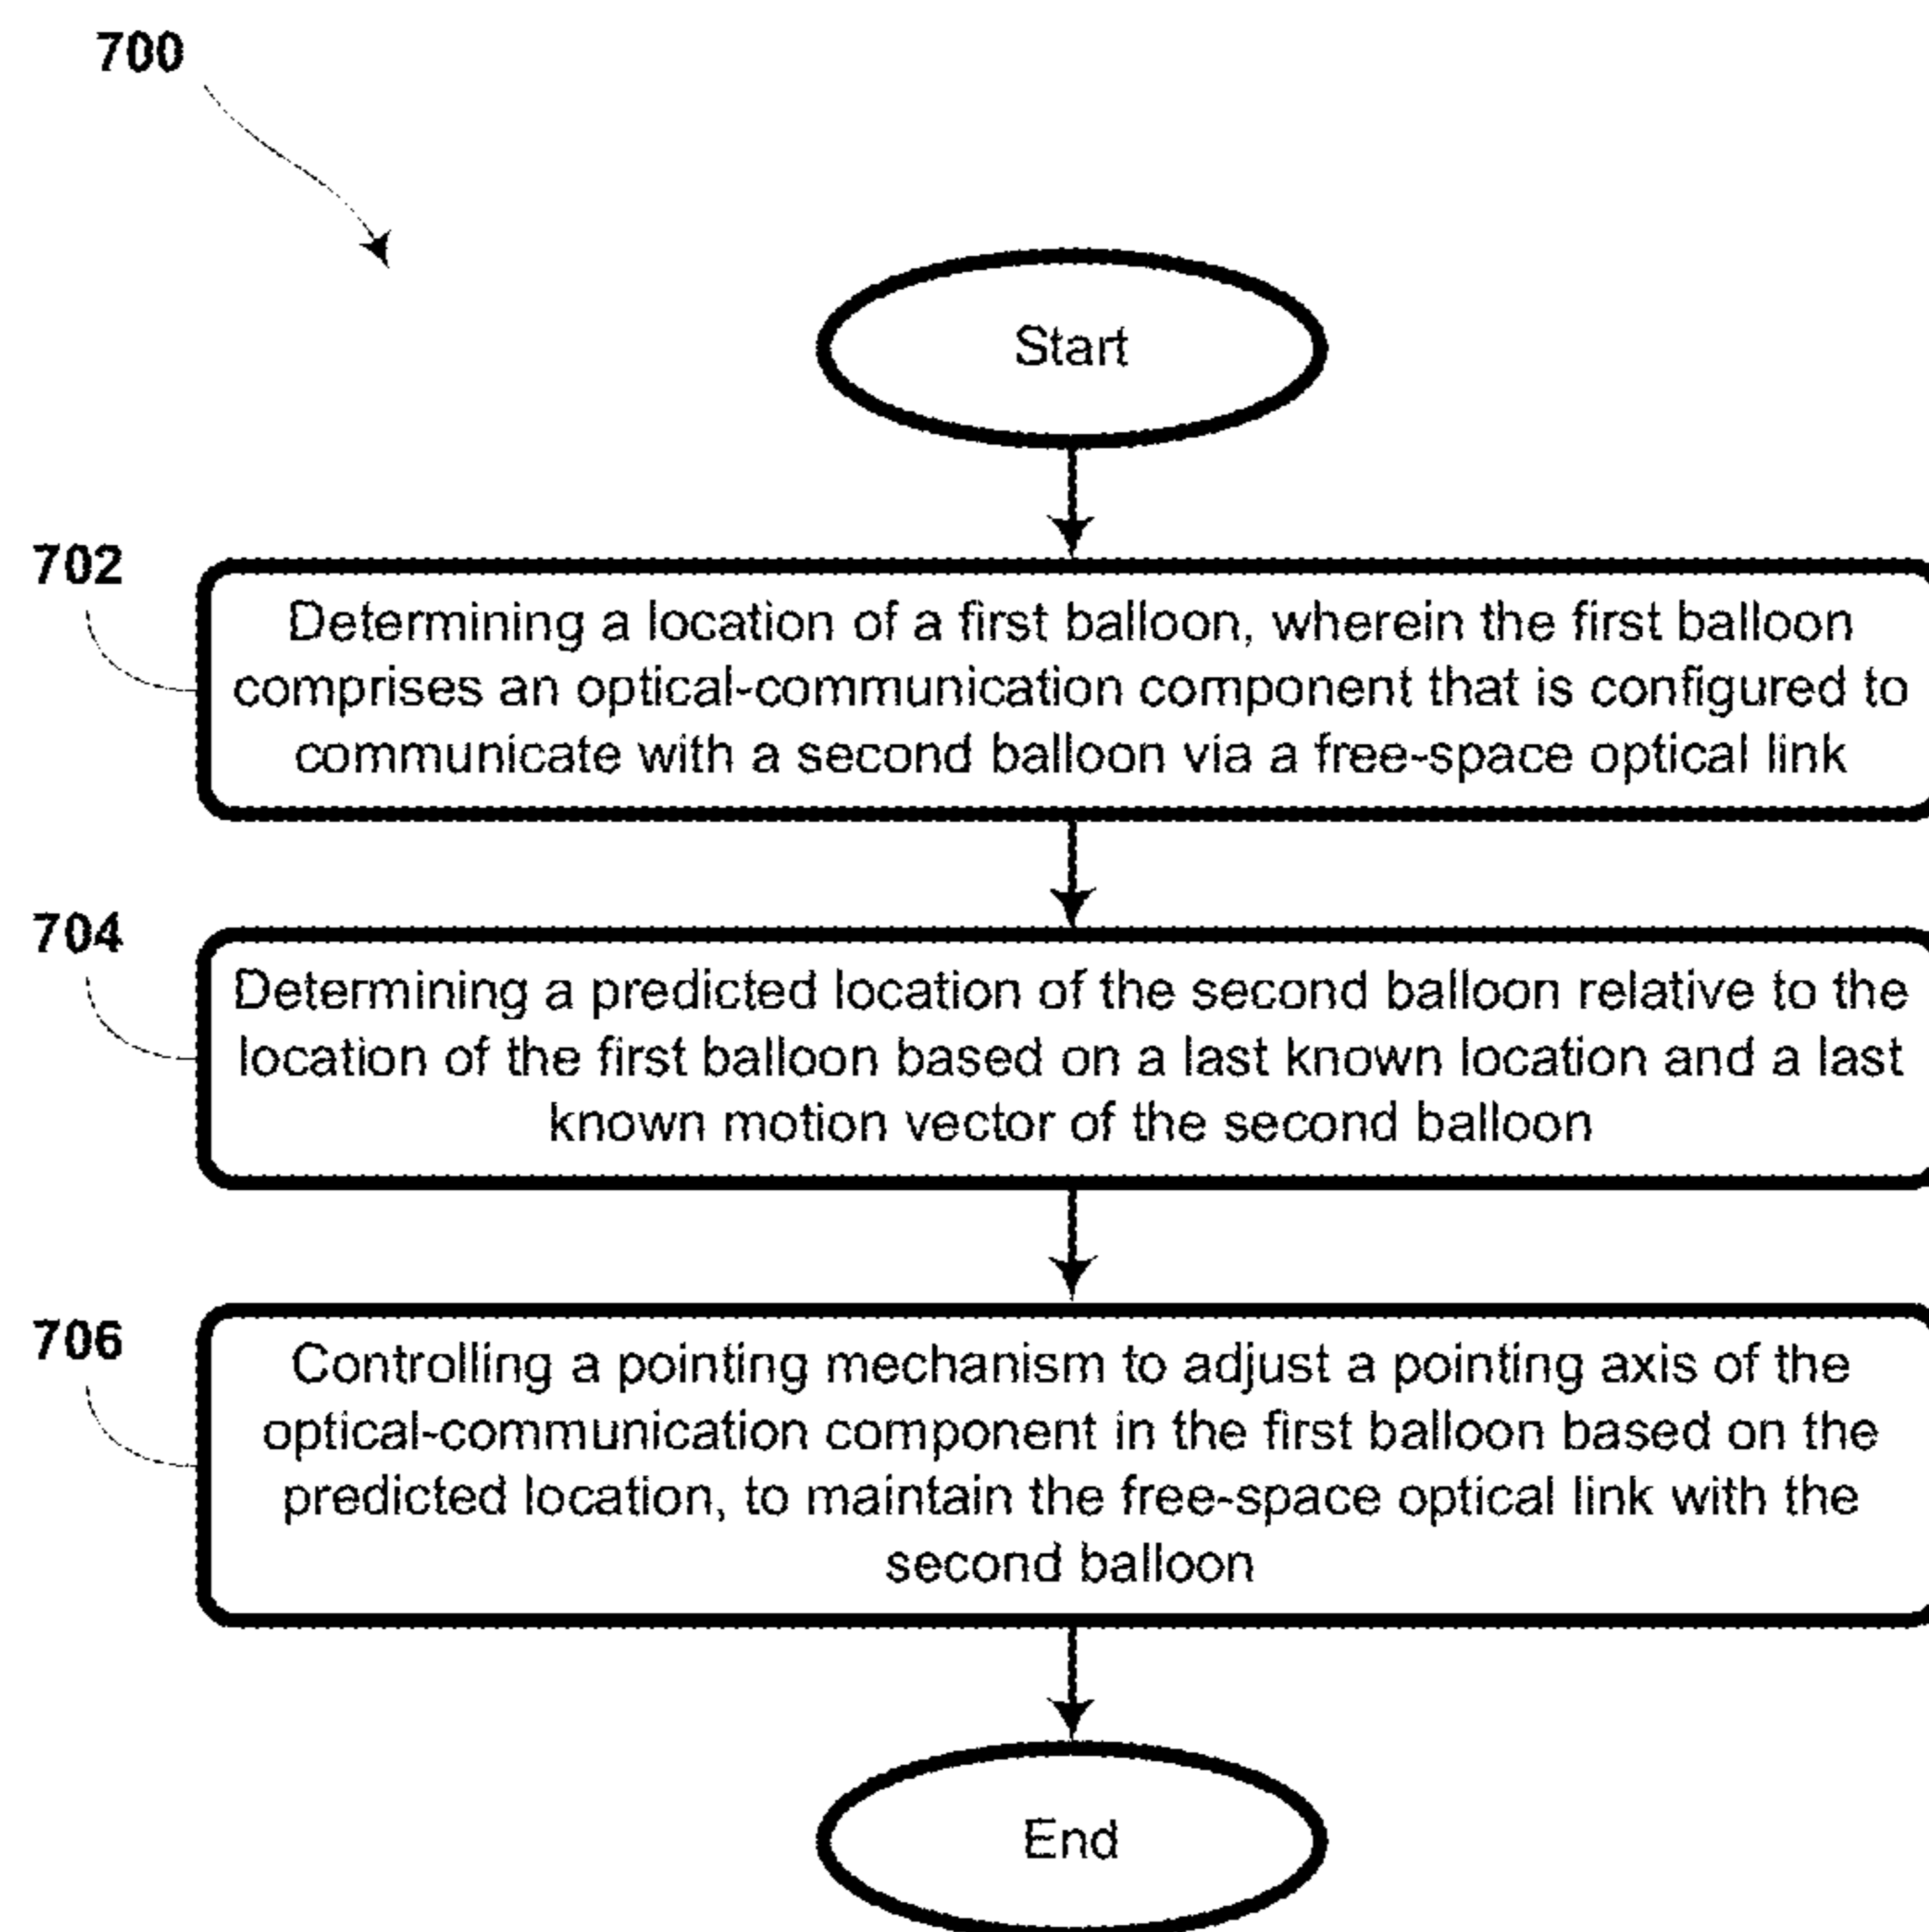 700
Start
702
Determining a location of a first balloon, wherein the first balloon
comprises an optical-communication component that is configured to
communicate with a second balloon via a free-space optical link
704
Determining a predicted location of the second balloon relative to the
location of the first balloon based on a last known location and a last
known motion vector of the second balloon
706
Controlling a pointing mechanism to adjust a pointing axis of the
optical-communication component in the first balloon based on the
predicted location, to maintain the free-space optical link with the
second balloon
End